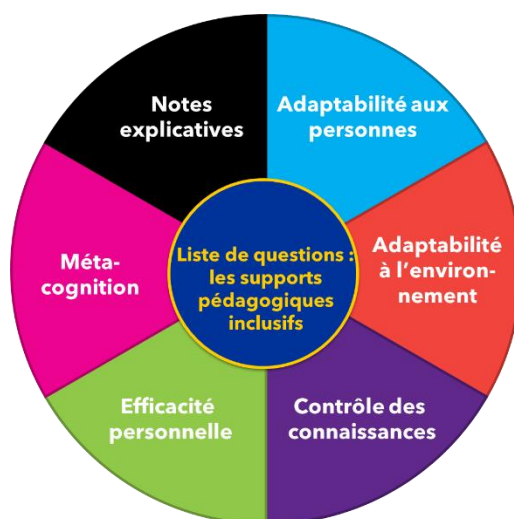 Notes
explicatives
Adaptabilité aux
personnes
Adaptabilité
à l'environ-
nement
Contrôle des
connaissances
Efficacité
personnelle
Méta-
cognition
Liste de questions :
les supports
pédagogiques
inclusifs